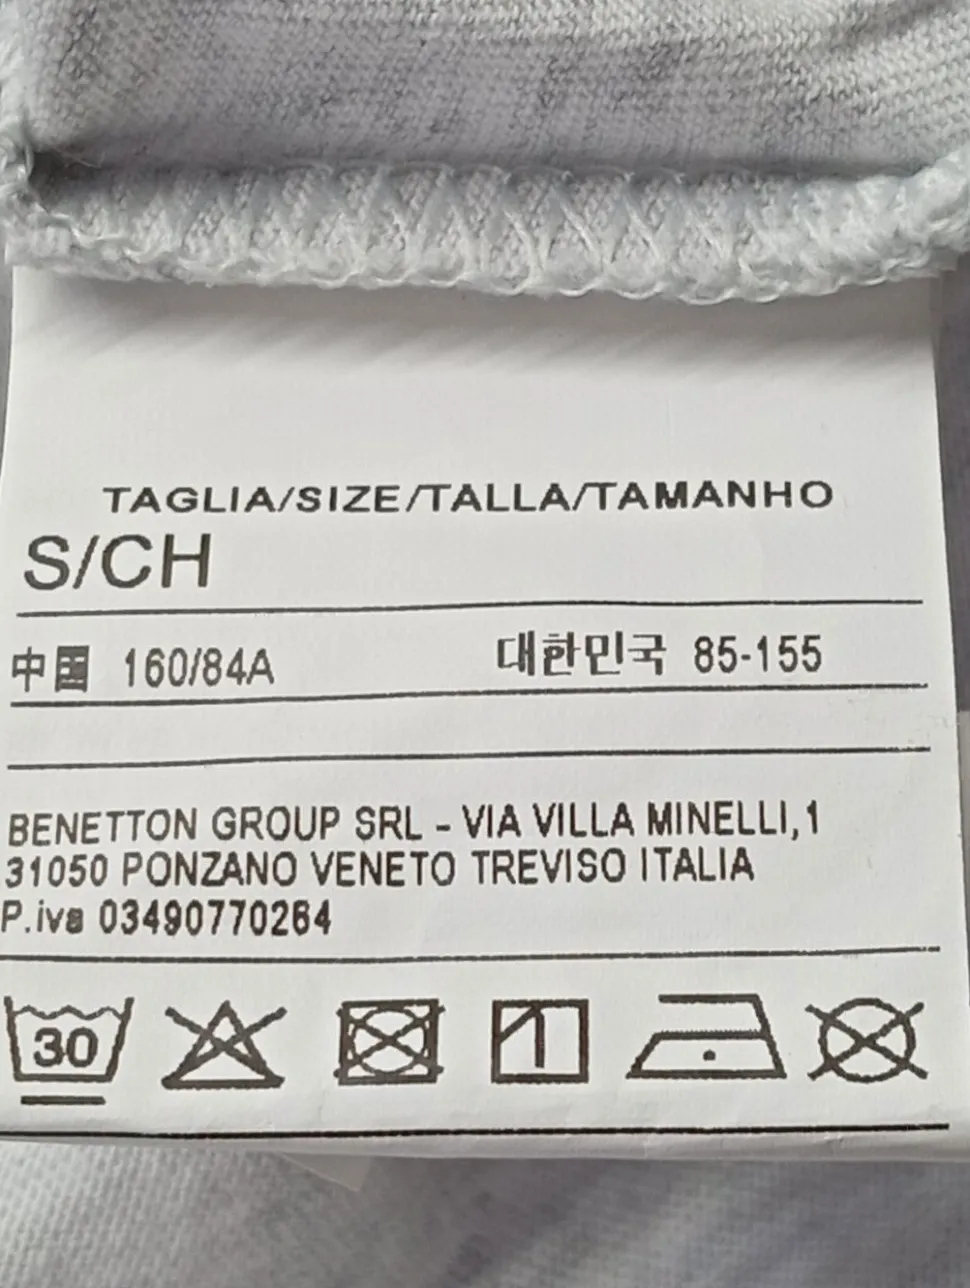 TAGLIA/SIZE/TALLA/TAMANHO
S/CH
中国 160/84A 대한민국 85-155
BENETTON GROUP SRL - VIA VILLA MINELLI,1
31050 PONZANO VENETO TREVISO ITALIA
P.iva 03490770264
30